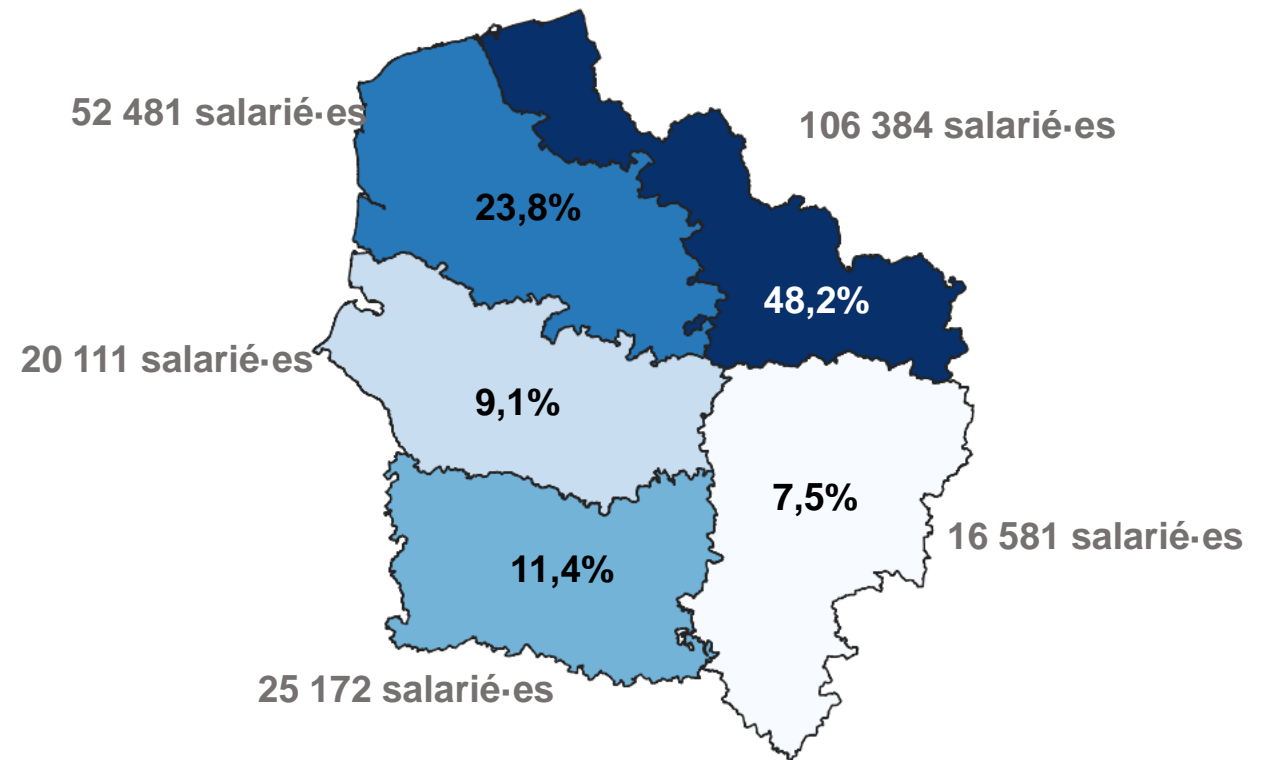 52 481 salarié·es
106 384 salarié·es
23,8%
48,2%
20 111 salarié·es
9,1%
7,5%
16 581 salarié·es
11,4%
25 172 salarié·es